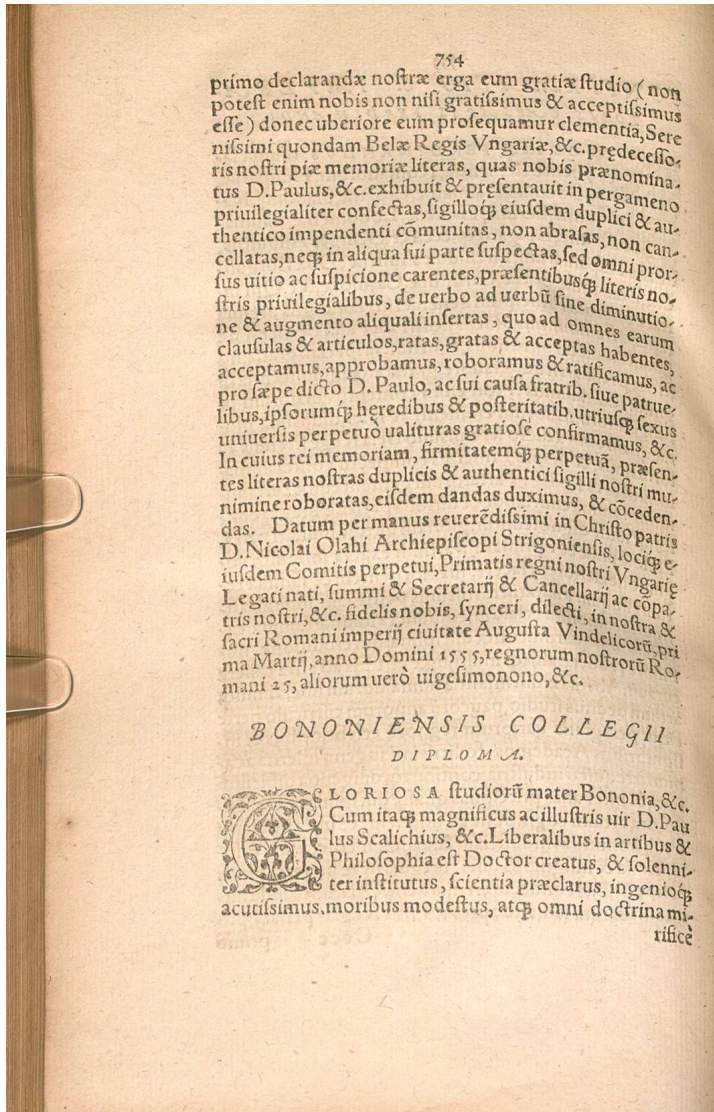 754
primo declarandæ nostræ erga eum gratiæ studio (non
potest enim nobis non nisi gratissimus & acceptissimus
esse) donec uberiore eum prosequamur clementia, Sere
nissimi quondam Belæ Regis Vngariæ, &c. prędecesso-
ris nostri piæ memoriæ literas, quas nobis prænomina-
tus D. Paulus, &c. exhibuit & pręsentauit in pergameno
priuilegialiter confectas, sigilloq́; eiusdem duplici & au-
thentico impendenti cōmunitas, non abrasas, non can-
cellatas, neq; in aliqua sui parte suspectas, sed omni pror-
sus uitio ac suspicione carentes, præsentibusq́; literis no-
stris priuilegialibus, de uerbo ad uerbū sine diminutio-
ne & augmento aliquali insertas, quo ad omnes earum
clausulas & articulos, ratas, gratas & acceptas habentes,
acceptamus, approbamus, roboramus & ratificamus, ac
pro sæpe dicto D. Paulo, ac sui causa fratrib. siue patrue-
libus, ipsorumq́; hęredibus & posteritatib. utriusq; sexus
uniuersis perpetuò ualituras gratiose confirmamus, &c.
In cuius rei memoriam, firmitatemq́; perpetuā, præsen-
tes literas nostras duplicis & authentici sigilli nostri mu-
nimine roboratas, eisdem dandas duximus, & cōceden-
das. Datum per manus reuerēdissimi in Christo patris
D. Nicolai Olahi Archiepiscopi Strigoniensis, lociq́; e-
iusdem Comitis perpetui, Primatis regni nostri Vngarię
Legati nati, summi & Secretarij & Cancellarij ac cōpa-
tris nostri, &c. fidelis nobis, synceri, dilecti, in nostra &
sacri Romani imperij ciuitate Augusta Vindelicorū, pri
ma Martij, anno Domini 1555, regnorum nostrorū Ro-
mani 25, aliorum uerò uigesimonono, &c.
BONONIENSIS COLLEGII
DIPLOMA.
GLORIOSA studiorū mater Bononia, &c.
Cum itaq; magnificus ac illustris uir D. Pau
lus Scalichius, &c. Liberalibus in artibus &
Philosophia est Doctor creatus, & solenni-
ter institutus, scientia præclarus, ingenioq́;
acutissimus, moribus modestus, atq; omni doctrina mi-
rificè